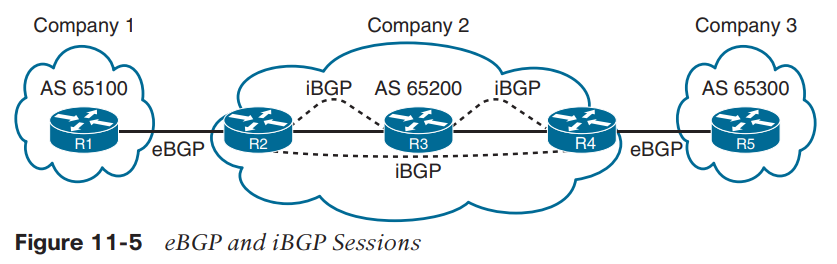 Company 1 Company 2 Company 3
AS 65100 iBGP AS 65200 iBGP AS 65300
R1 eBGP R2 R3 R4 eBGP R5
iBGP
Figure 11-5 eBGP and iBGP Sessions